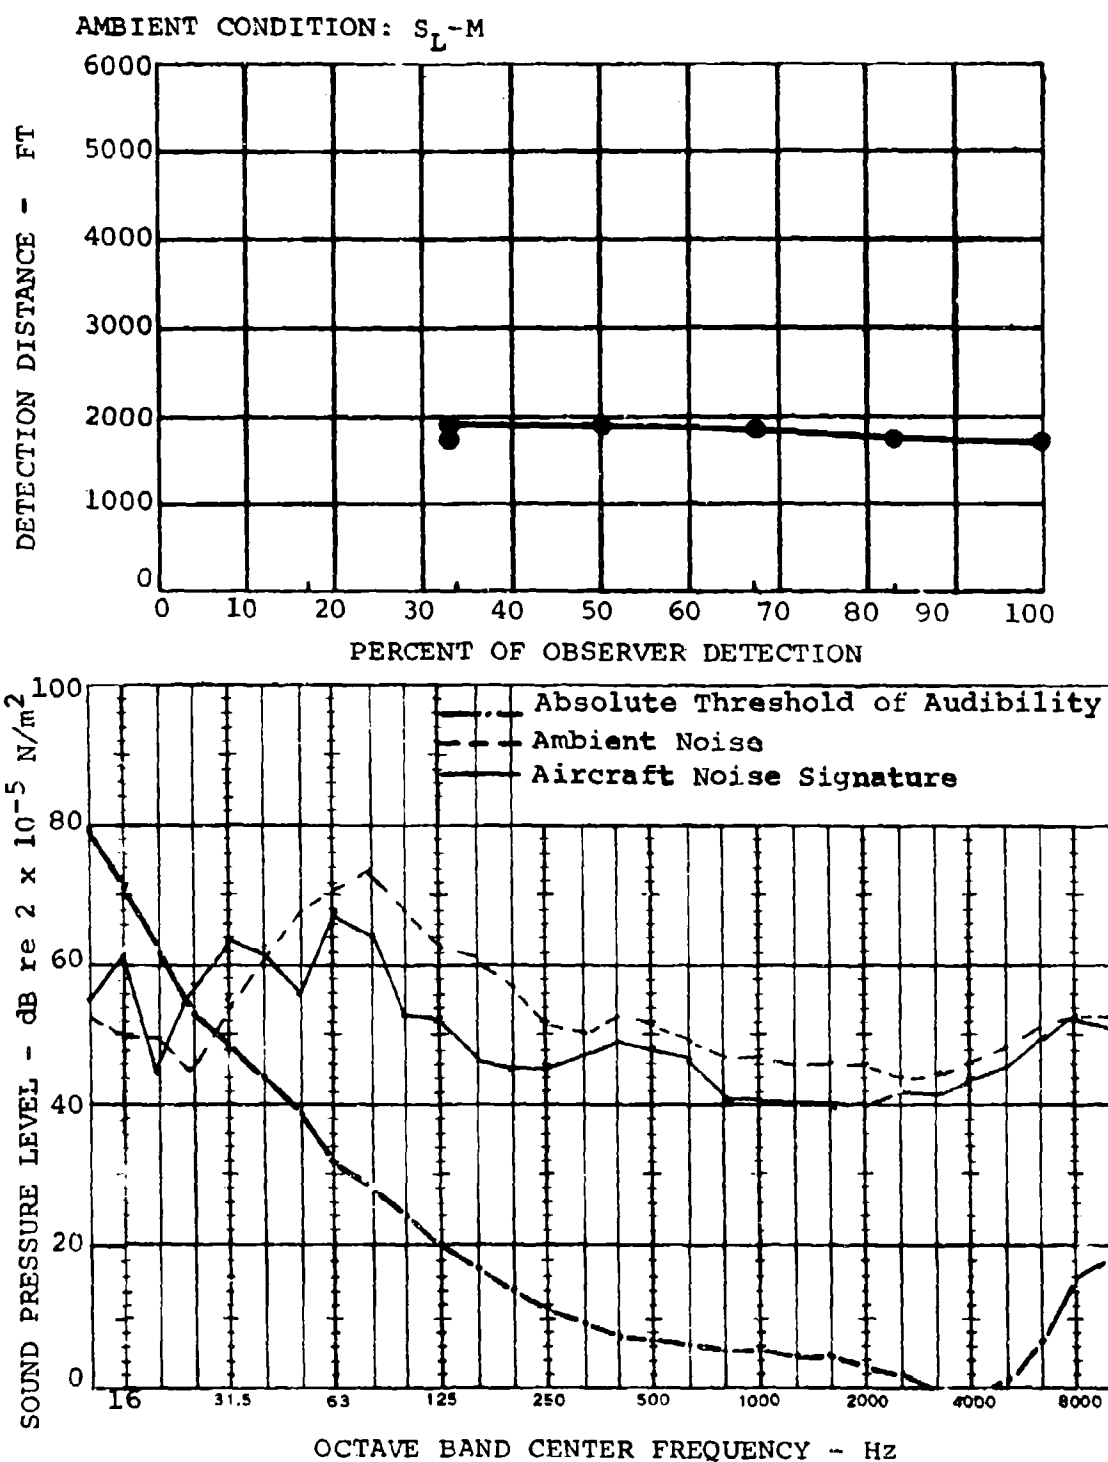 AMBIENT CONDITION: S_L-M
DETECTION DISTANCE - FT
6000
5000
4000
3000
2000
1000
0
0 10 20 30 40 50 60 70 80 90 100
PERCENT OF OBSERVER DETECTION
SOUND PRESSURE LEVEL - dB re 2 x 10⁻⁵ N/m²
100
80
60
40
20
0
Absolute Threshold of Audibility
Ambient Noise
Aircraft Noise Signature
16 31.5 63 125 250 500 1000 2000 4000 8000
OCTAVE BAND CENTER FREQUENCY - Hz